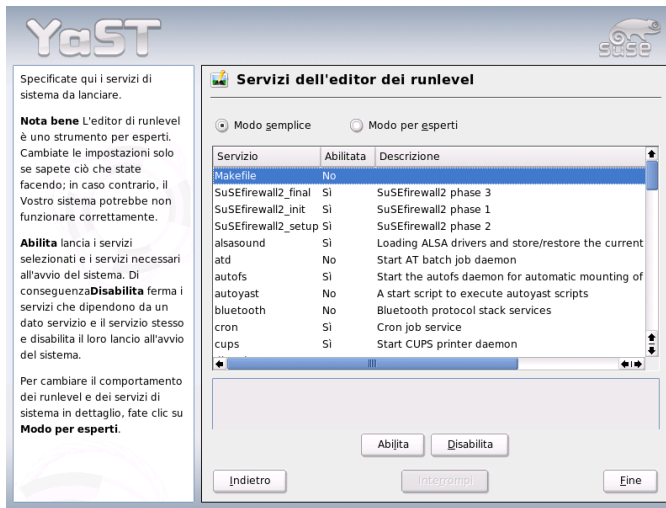 YaST
SUSE
Specificate qui i servizi di
sistema da lanciare.
Nota bene L'editor di runlevel
è uno strumento per esperti.
Cambiate le impostazioni solo
se sapete ciò che state
facendo; in caso contrario, il
Vostro sistema potrebbe non
funzionare correttamente.
Abilita lancia i servizi
selezionati e i servizi necessari
all'avvio del sistema. Di
conseguenzaDisabilita ferma i
servizi che dipendono da un
dato servizio e il servizio stesso
e disabilita il loro lancio all'avvio
del sistema.
Per cambiare il comportamento
dei runlevel e dei servizi di
sistema in dettaglio, fate clic su
Modo per esperti.
Servizi dell'editor dei runlevel
Modo semplice Modo per esperti
Servizio Abilitata Descrizione
Makefile No
SuSEfirewall2_final Sì SuSEfirewall2 phase 3
SuSEfirewall2_init Sì SuSEfirewall2 phase 1
SuSEfirewall2_setup Sì SuSEfirewall2 phase 2
alsasound Sì Loading ALSA drivers and store/restore the current
atd No Start AT batch job daemon
autofs Sì Start the autofs daemon for automatic mounting of
autoyast No A start script to execute autoyast scripts
bluetooth No Bluetooth protocol stack services
cron Sì Cron job service
cups Sì Start CUPS printer daemon
Abilita Disabilita
Indietro Interrompi Fine